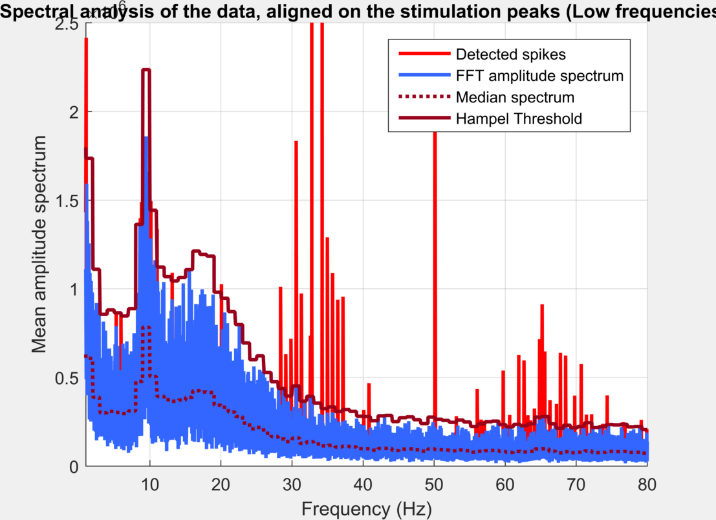 Spectral analysis of the data, aligned on the stimulation peaks (Low frequencies
2.5
2
1.5
1
0.5
0
Mean amplitude spectrum
Detected spikes
FFT amplitude spectrum
Median spectrum
Hampel Threshold
10 20 30 40 50 60 70 80
Frequency (Hz)